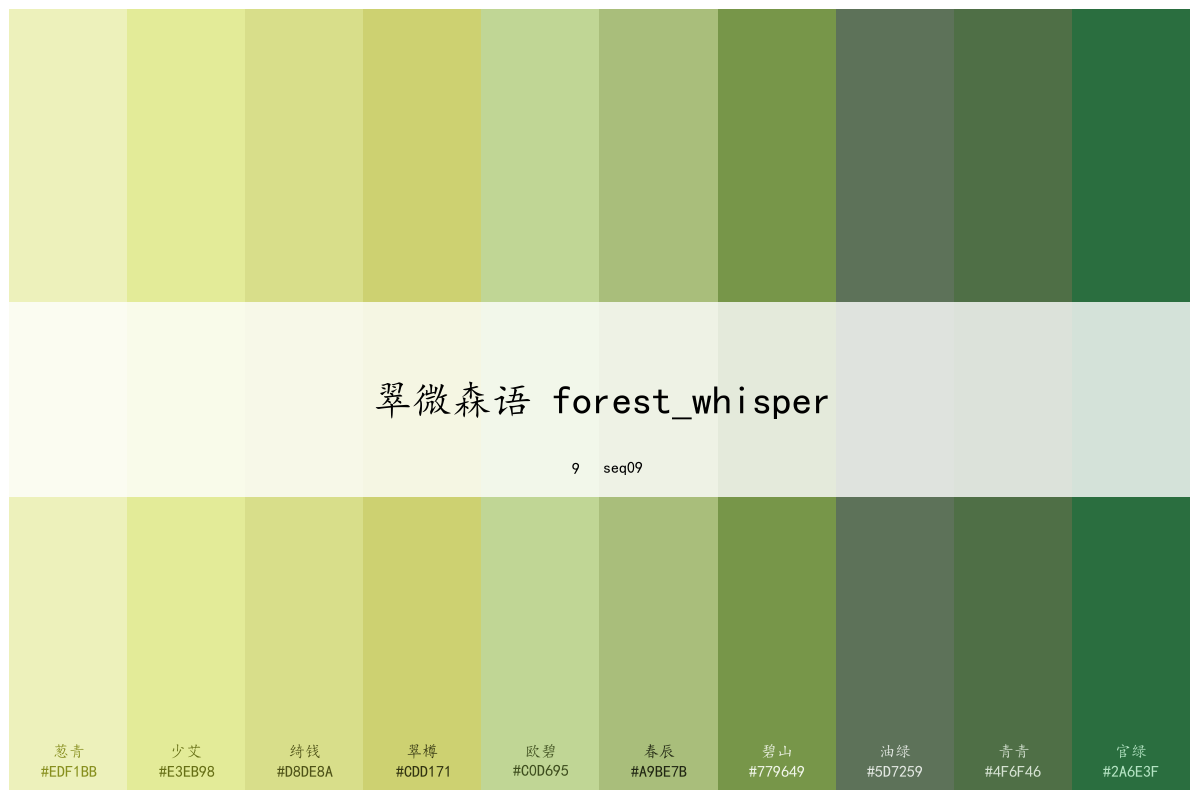 翠微森语 forest_whisper
9 seq09
葱青 少艾 绮钱 翠樽 欧碧 春辰 碧山 油绿 青青 官绿
#EDF1BB #E3EB98 #D8DE8A #CDD171 #C0D695 #A9BE7B #779649 #5D7259 #4F6F46 #2A6E3F